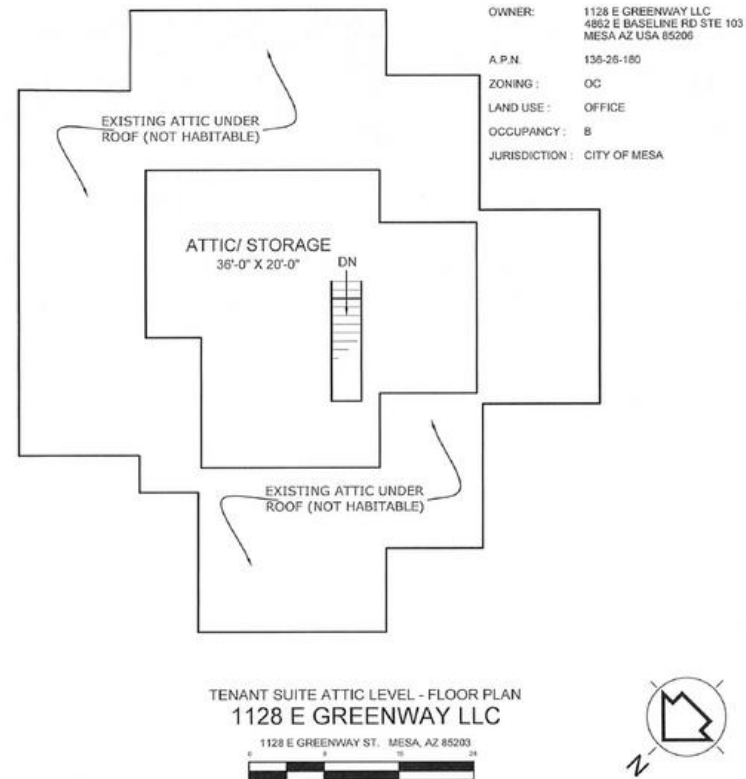 OWNER: 1128 E GREENWAY LLC
4862 E BASELINE RD STE 103
MESA AZ USA 85206
A.P.N. 136-26-180
ZONING : OC
LAND USE : OFFICE
OCCUPANCY : B
JURISDICTION : CITY OF MESA
EXISTING ATTIC UNDER
ROOF (NOT HABITABLE)
ATTIC/ STORAGE
36'-0" X 20'-0"
DN
EXISTING ATTIC UNDER
ROOF (NOT HABITABLE)
TENANT SUITE ATTIC LEVEL - FLOOR PLAN
1128 E GREENWAY LLC
1128 E GREENWAY ST. MESA, AZ 85203
N